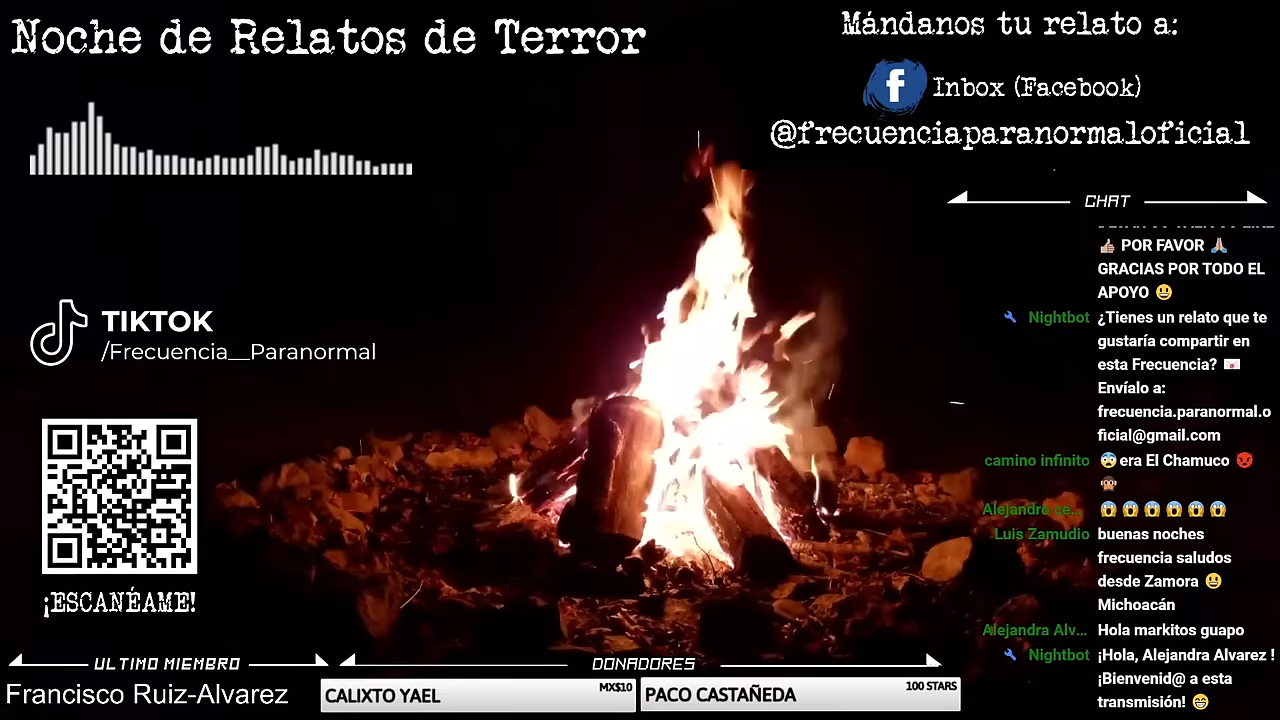 Noche de Relatos de Terror
Mándanos tu relato a:
f Inbox (Facebook)
@frecuenciaparanormaloficial
TIKTOK
/Frecuencia__Paranormal
¡ESCANÉAME!
CHAT
👍🏼 POR FAVOR 🙏🏼
GRACIAS POR TODO EL
APOYO 😃
Nightbot ¿Tienes un relato que te
gustaría compartir en
esta Frecuencia? 💌
Envíalo a:
frecuencia.paranormal.o
ficial@gmail.com
camino infinito 😨 era El Chamuco 👹
🙊
Alejandro ce... 😱 😱 😱 😱 😱 😱
Luis Zamudio buenas noches
frecuencia saludos
desde Zamora 😃
Michoacán
Alejandra Alv... Hola markitos guapo
Nightbot ¡Hola, Alejandra Alvarez !
¡Bienvenid@ a esta
transmisión! 😁
ULTIMO MIEMBRO
Francisco Ruiz-Alvarez
DONADORES
CALIXTO YAEL MX$10
PACO CASTAÑEDA 100 STARS